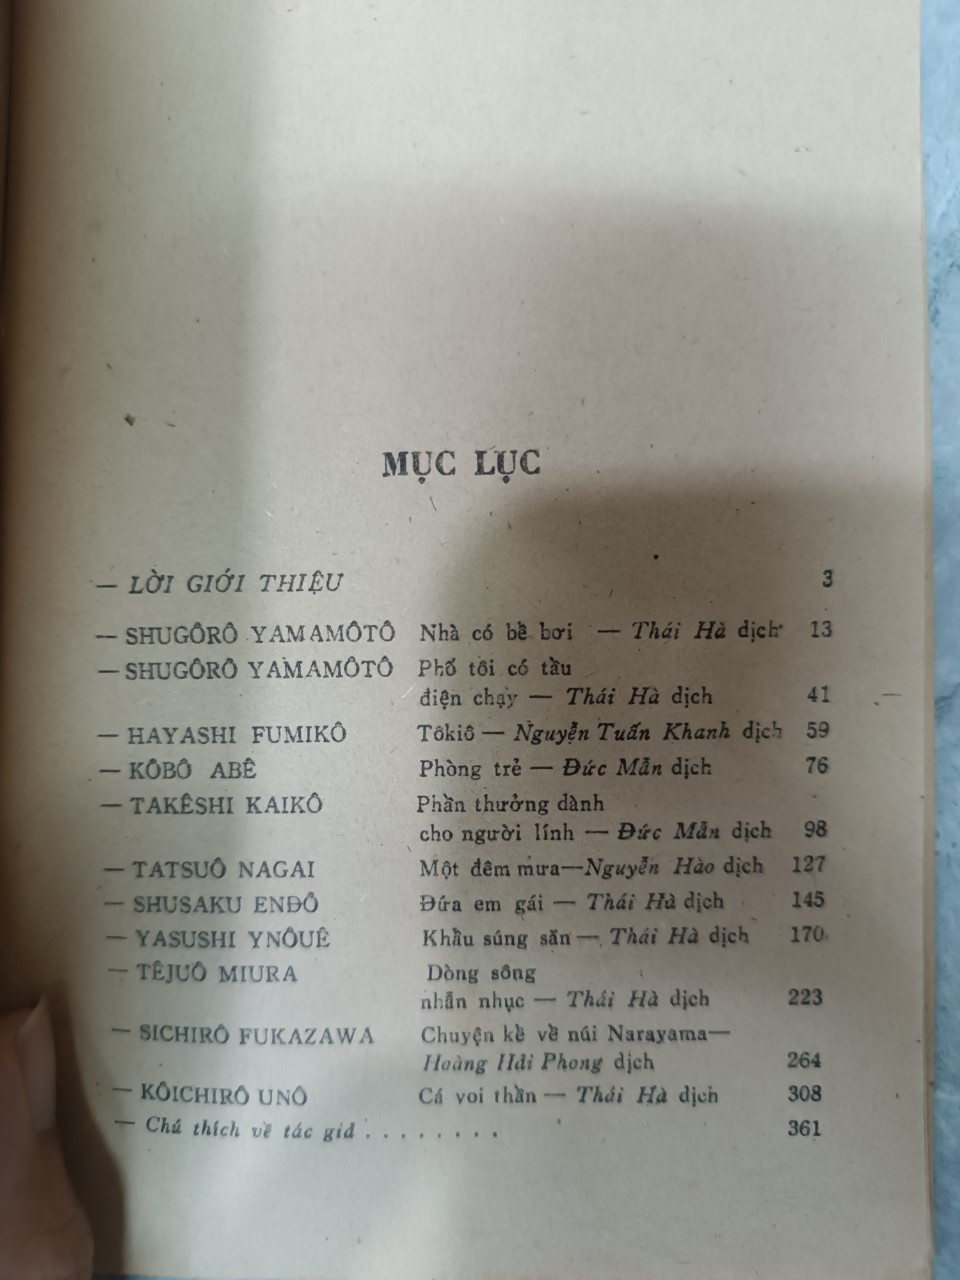 MỤC LỤC
— LỜI GIỚI THIỆU 3
— SHUGÔRÔ YAMAMÔTÔ Nhà có bể bơi — Thái Hà dịch 13
— SHUGÔRÔ YAMAMÔTÔ Phố tôi có tầu
điện chạy — Thái Hà dịch 41
— HAYASHI FUMIKÔ Tôkiô — Nguyễn Tuấn Khanh dịch 59
— KÔBÔ ABÊ Phòng trẻ — Đức Mẫn dịch 76
— TAKÊSHI KAIKÔ Phần thưởng dành
cho người lính — Đức Mẫn dịch 98
— TATSUÔ NAGAI Một đêm mưa — Nguyễn Hào dịch 127
— SHUSAKU ENĐÔ Đứa em gái — Thái Hà dịch 145
— YASUSHI YNÔUÊ Khẩu súng săn — Thái Hà dịch 170
— TÊJUÔ MIURA Dòng sông
nhẫn nhục — Thái Hà dịch 223
— SICHIRÔ FUKAZAWA Chuyện kể về núi Narayama —
Hoàng Hải Phong dịch 264
— KÔICHIRÔ UNÔ Cá voi thần — Thái Hà dịch 308
— Chú thích về tác giả . . . . . . . . 361